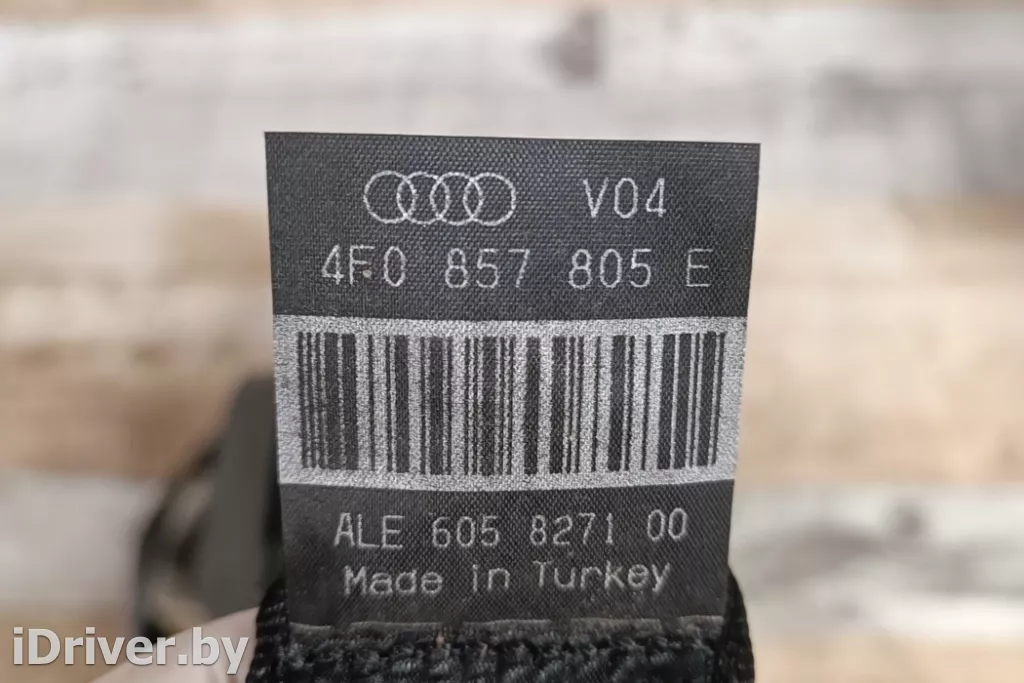 V04
4F0 857 805 E
ALE 605 8271 00
Made in Turkey
iDriver.by